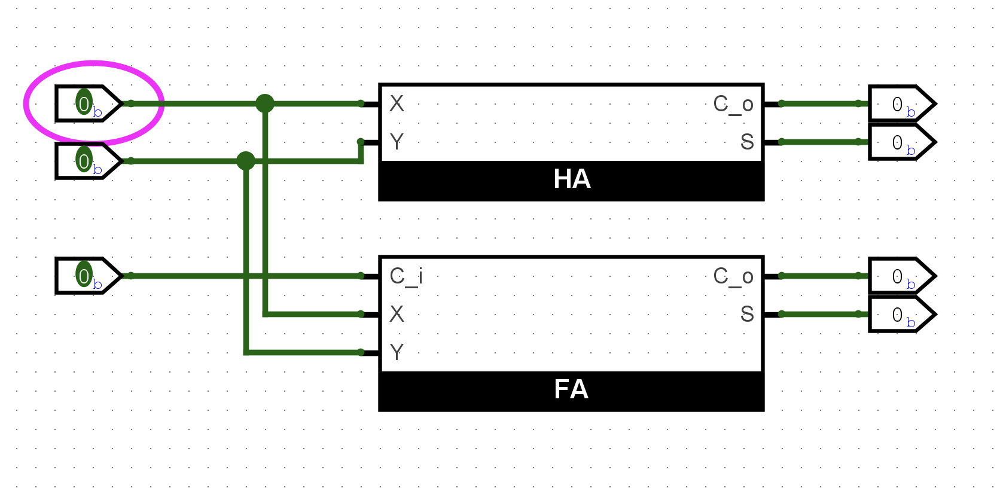 0b X C_o 0b
0b Y S 0b
HA
0b C_i C_o 0b
X S 0b
Y
FA